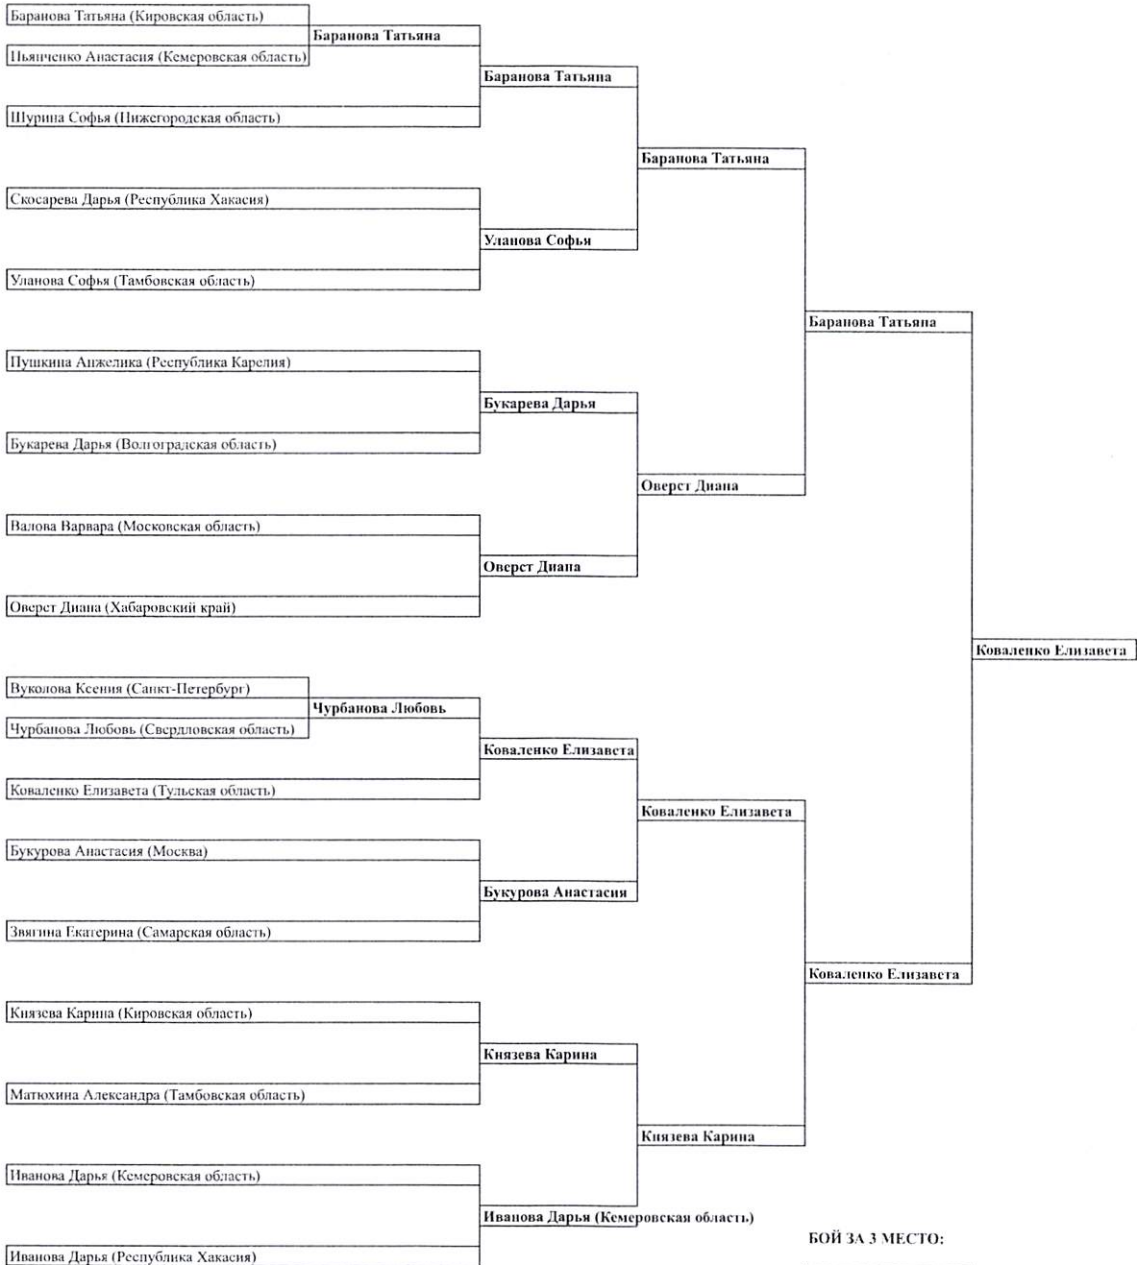 Баранова Татьяна (Кировская область)
Баранова Татьяна
Пьянченко Анастасия (Кемеровская область)
Баранова Татьяна
Шурина Софья (Нижегородская область)
Баранова Татьяна
Скосарева Дарья (Республика Хакасия)
Уланова Софья
Уланова Софья (Тамбовская область)
Баранова Татьяна
Пушкина Анжелика (Республика Карелия)
Букарева Дарья
Букарева Дарья (Волгоградская область)
Оверст Диана
Валова Варвара (Московская область)
Оверст Диана
Оверст Диана (Хабаровский край)
Коваленко Елизавета
Вуколова Ксения (Санкт-Петербург)
Чурбанова Любовь
Чурбанова Любовь (Свердловская область)
Коваленко Елизавета
Коваленко Елизавета (Тульская область)
Коваленко Елизавета
Букурова Анастасия (Москва)
Букурова Анастасия
Звягина Екатерина (Самарская область)
Коваленко Елизавета
Князева Карина (Кировская область)
Князева Карина
Матюхина Александра (Тамбовская область)
Князева Карина
Иванова Дарья (Кемеровская область)
Иванова Дарья (Кемеровская область)
БОЙ ЗА 3 МЕСТО:
Иванова Дарья (Республика Хакасия)